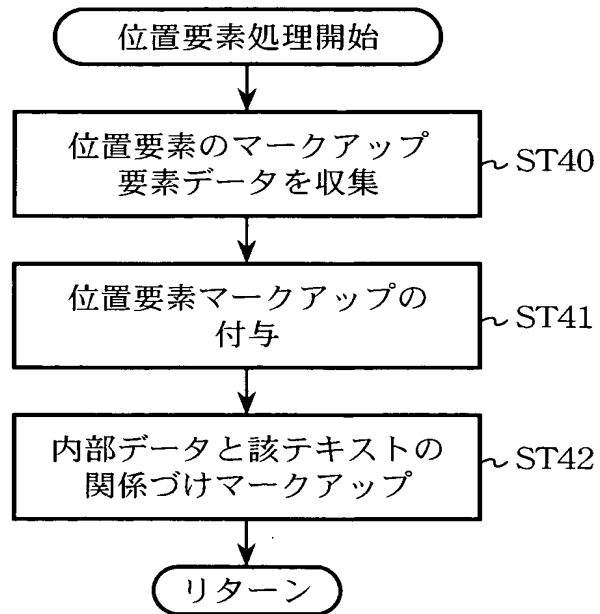 位置要素処理開始
位置要素のマークアップ
要素データを収集
ST40
位置要素マークアップの
付与
ST41
内部データと該テキストの
関係づけマークアップ
ST42
リターン